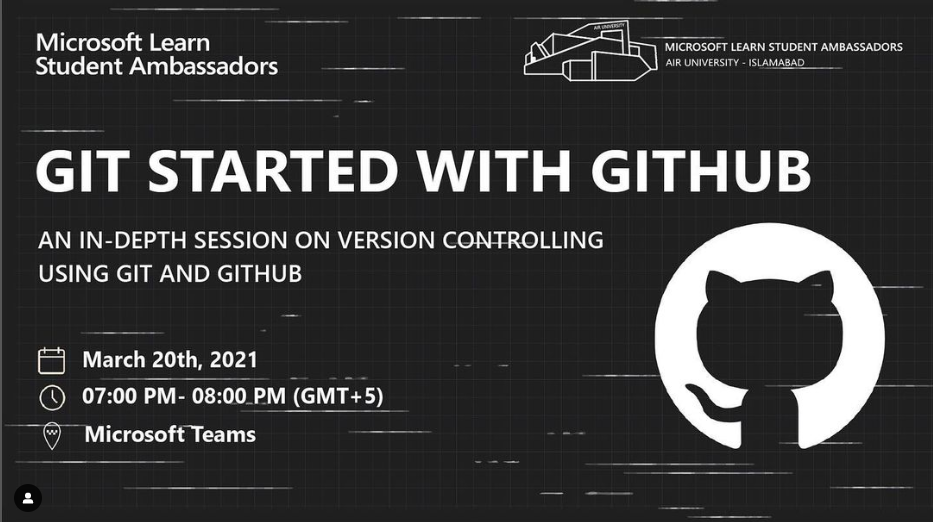 Microsoft Learn
Student Ambassadors
AIR UNIVERSITY
MICROSOFT LEARN STUDENT AMBASSADORS
AIR UNIVERSITY - ISLAMABAD
GIT STARTED WITH GITHUB
AN IN-DEPTH SESSION ON VERSION CONTROLLING
USING GIT AND GITHUB
March 20th, 2021
07:00 PM- 08:00 PM (GMT+5)
Microsoft Teams